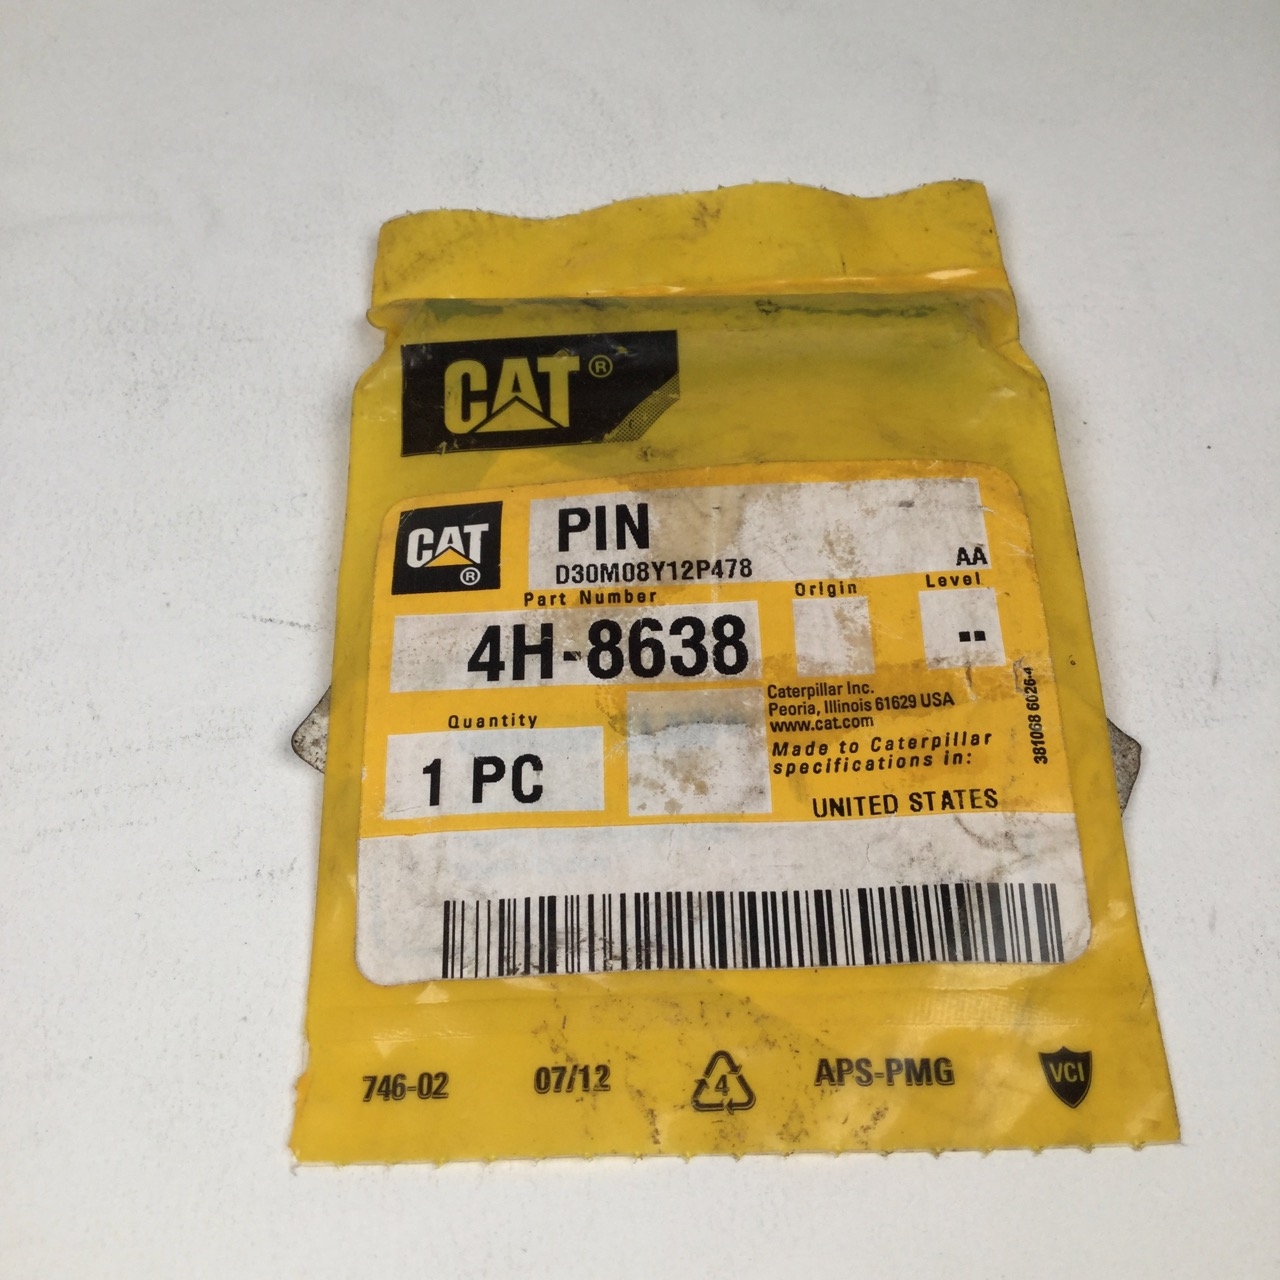 CAT ®
CAT ®
PIN
D30M08Y12P478
AA
Part Number
Origin
Level
4H-8638
--
Caterpillar Inc.
Peoria, Illinois 61629 USA
www.cat.com
Quantity
1 PC
Made to Caterpillar
specifications in:
UNITED STATES
381068 6026-4
746-02
07/12
4
APS-PMG
VCI